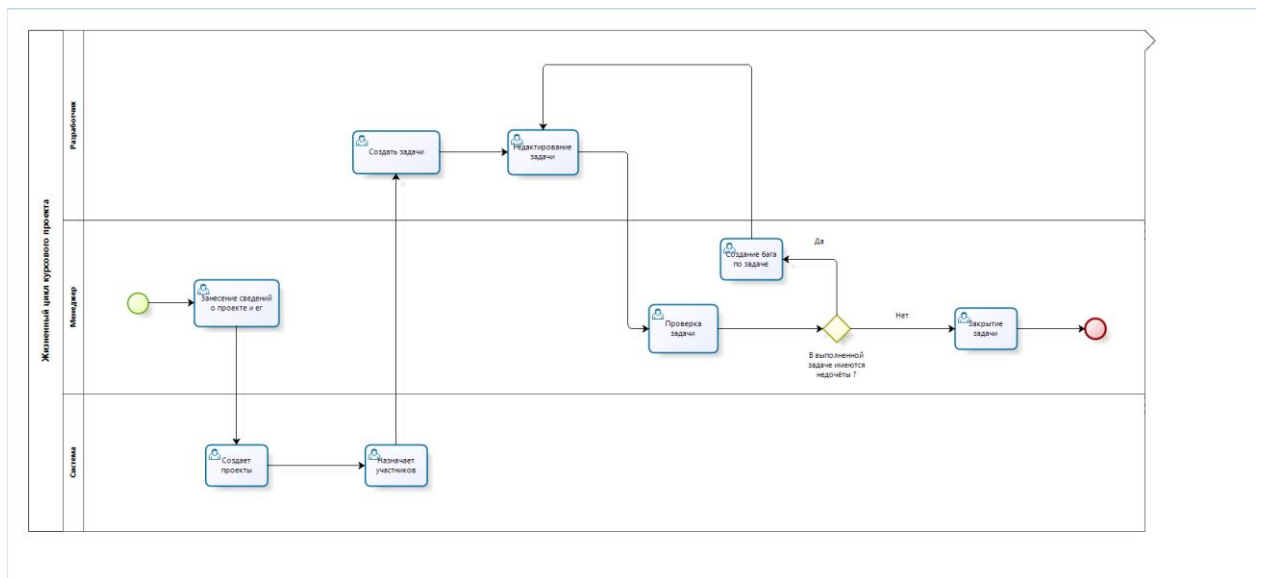 Жизненный цикл курсового проекта
Разработчик
Создать задачи
Редактирование
задачи
Менеджер
Занесение сведений
о проекте и ег
Создание бага
по задаче
Да
Проверка
задачи
В выполненной
задаче имеются
недочёты ?
Нет
Закрытие
задачи
Система
Создает
проекты
Назначает
участников